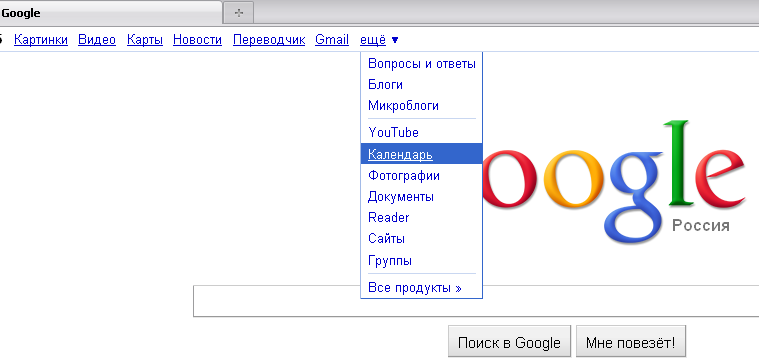 Google
Картинки Видео Карты Новости Переводчик Gmail ещё ▼
Вопросы и ответы
Блоги
Микроблоги
YouTube
Календарь
Фотографии
Документы
Reader
Сайты
Группы
Все продукты »
oogle
Россия
Поиск в Google Мне повезёт!